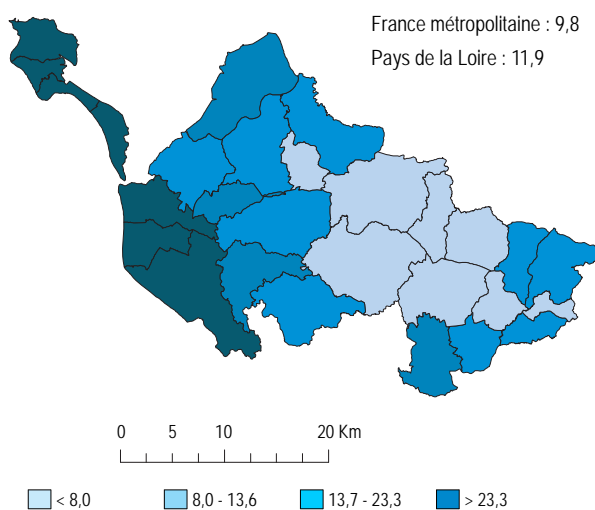 France métropolitaine : 9,8
Pays de la Loire : 11,9
0 5 10 20 Km
< 8,0 8,0 - 13,6 13,7 - 23,3 > 23,3